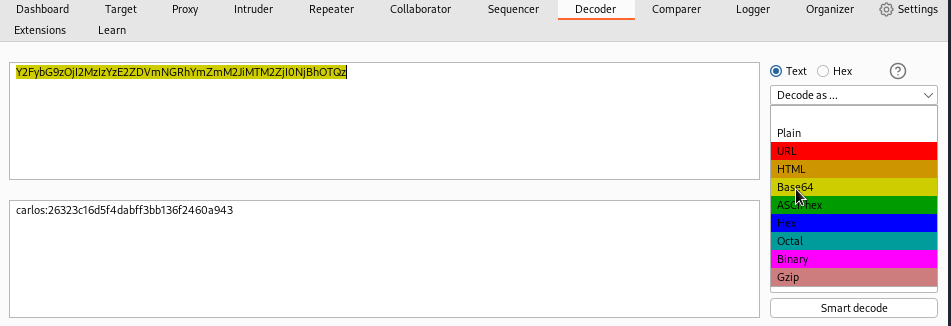 Dashboard Target Proxy Intruder Repeater Collaborator Sequencer Decoder Comparer Logger Organizer Settings
Extensions Learn
Y2FybG9zOjI2MzIzYzE2ZDVmNGRhYmZmM2JiMTM2ZjI0NjBhOTQz
Text Hex ?
Decode as ...
Plain
URL
HTML
Base64
ASCII hex
Hex
Octal
Binary
Gzip
carlos:26323c16d5f4dabff3bb136f2460a943
Smart decode